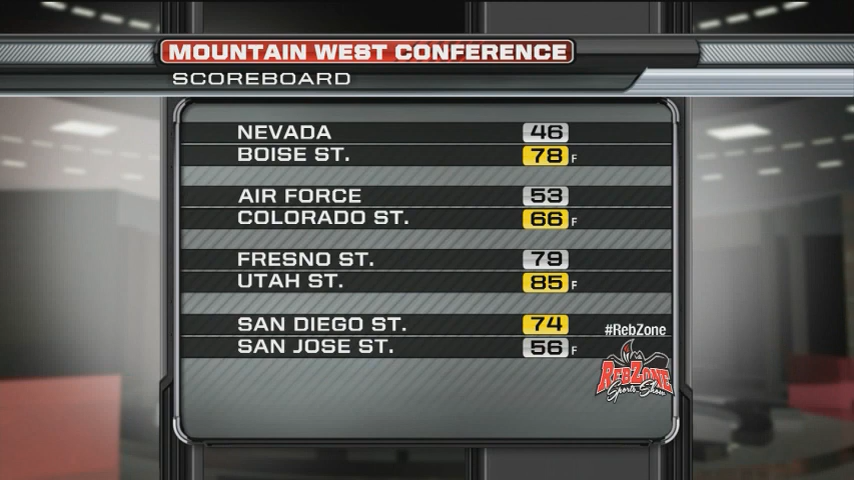 MOUNTAIN WEST CONFERENCE
SCOREBOARD
NEVADA 46
BOISE ST. 78 F
AIR FORCE 53
COLORADO ST. 66 F
FRESNO ST. 79
UTAH ST. 85 F
SAN DIEGO ST. 74
SAN JOSE ST. 56 F
#RebZone
REBZONE
Sports Show